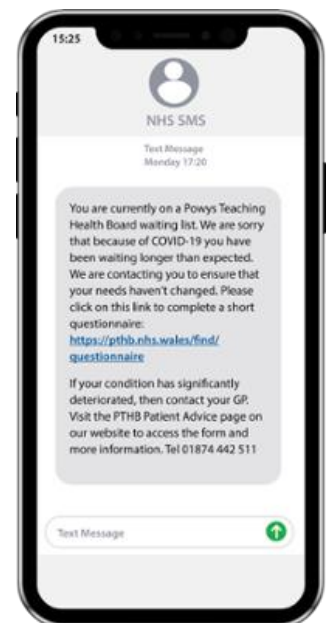 15:25
NHS SMS
Text Message
Monday 17:20
You are currently on a Powys Teaching
Health Board waiting list. We are sorry
that because of COVID-19 you have
been waiting longer than expected.
We are contacting you to ensure that
your needs haven't changed. Please
click on this link to complete a short
questionnaire:
https://pthb.nhs.wales/find/
questionnaire
If your condition has significantly
deteriorated, then contact your GP.
Visit the PTHB Patient Advice page on
our website to access the form and
more information. Tel 01874 442 511
Text Message